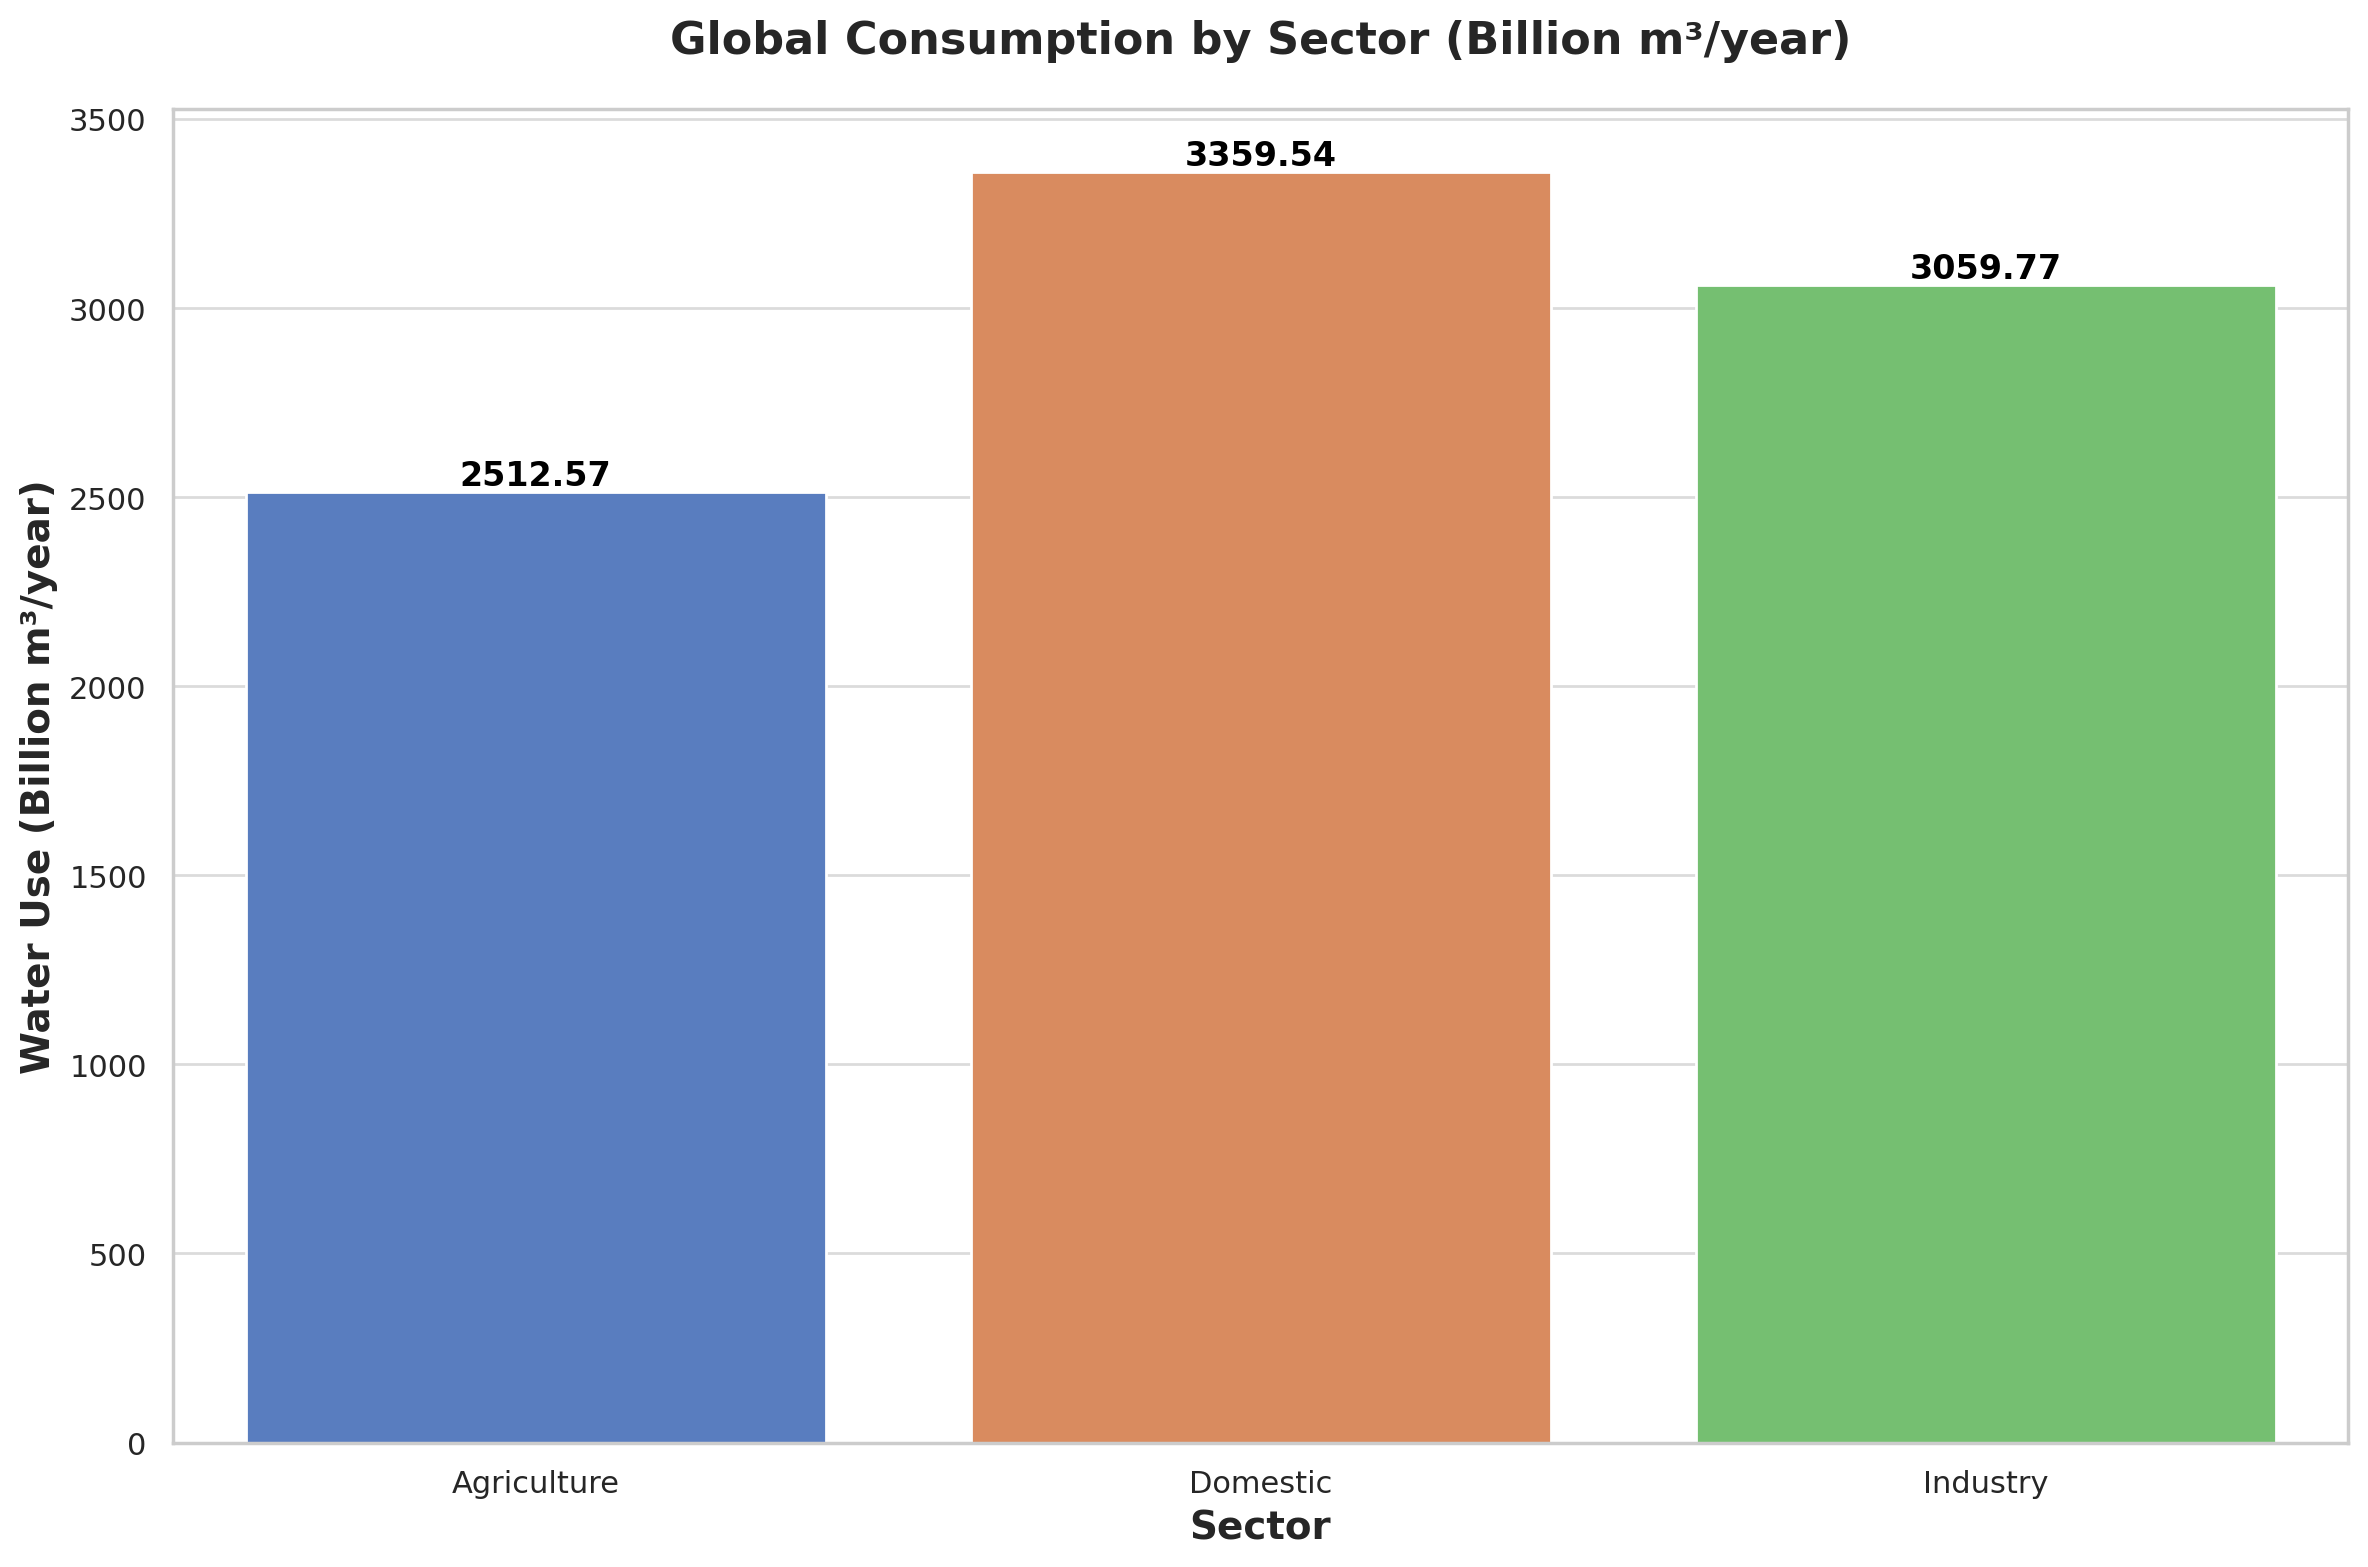 Global Consumption by Sector (Billion m³/year)
3500
3000
2500
2000
1500
1000
500
0
Water Use (Billion m³/year)
2512.57
3359.54
3059.77
Agriculture
Domestic
Industry
Sector